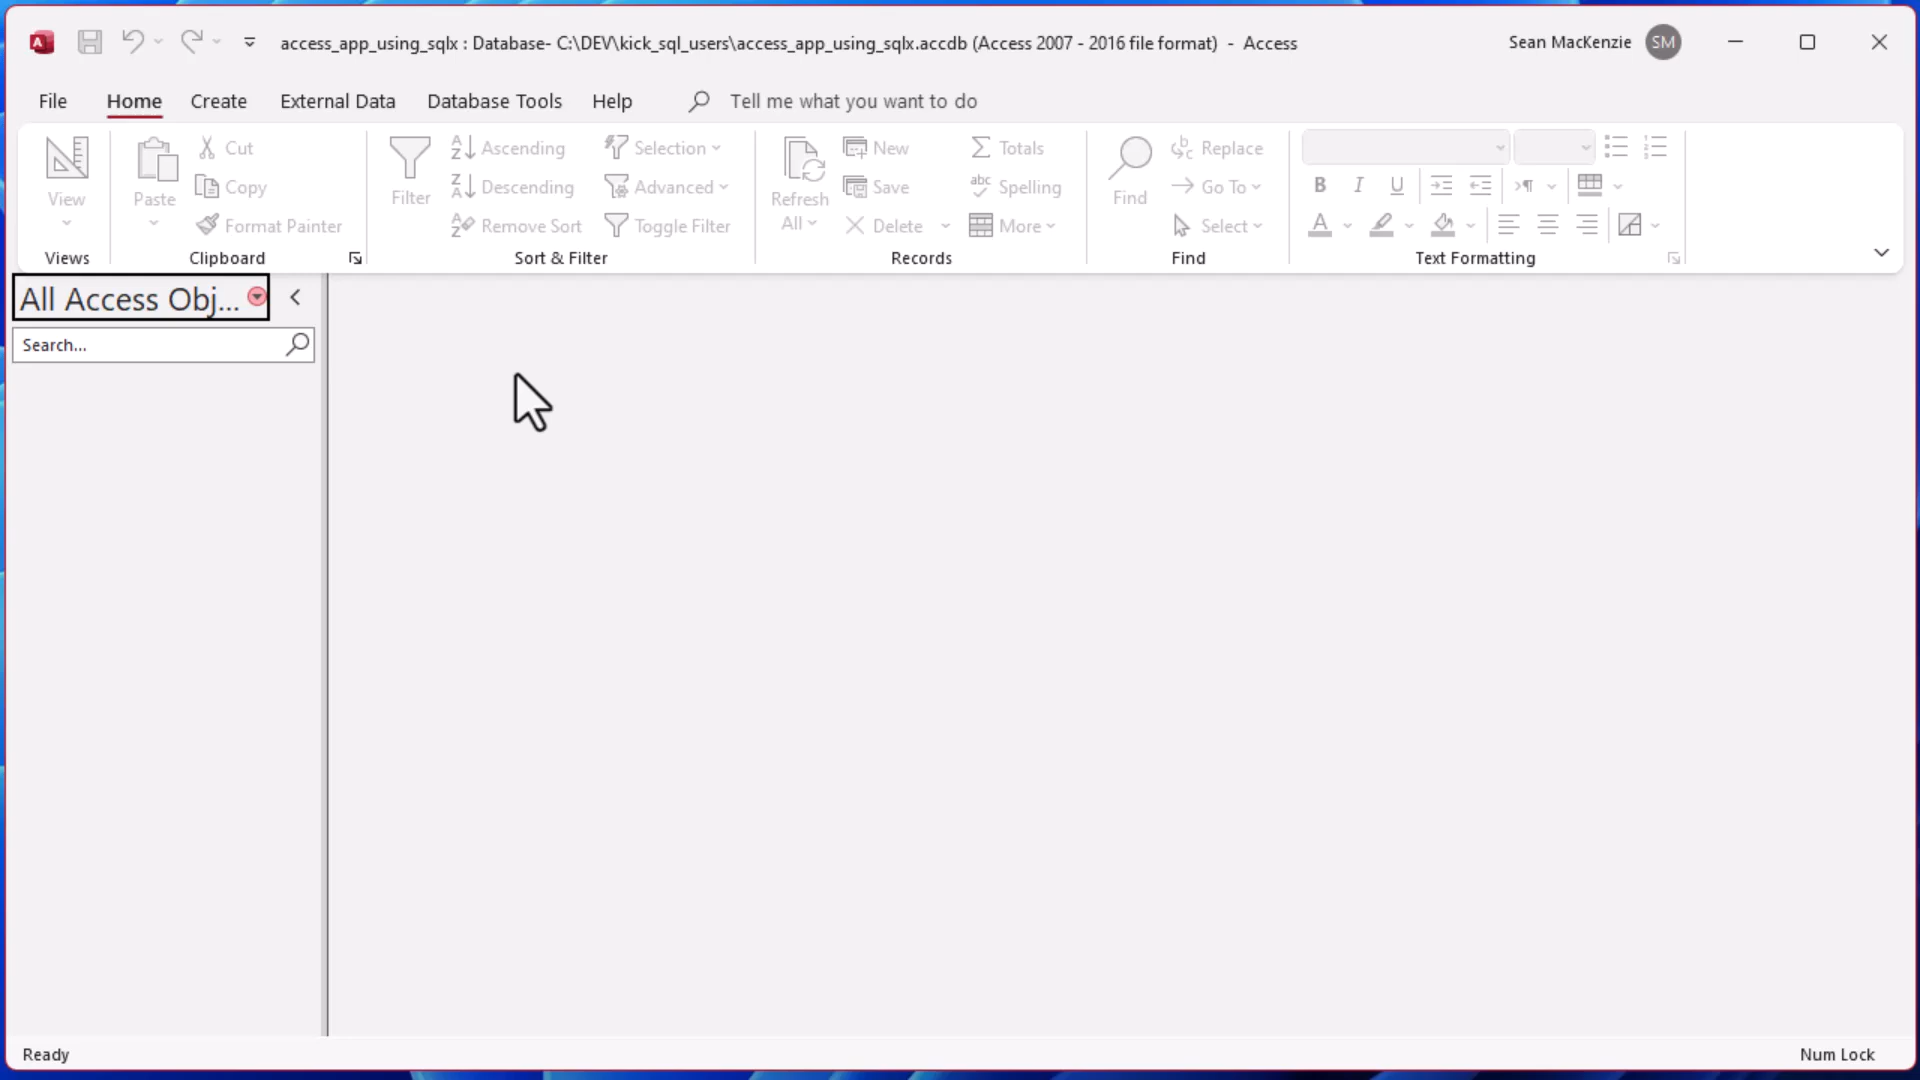 access_app_using_sqlx : Database- C:\DEV\kick_sql_users\access_app_using_sqlx.accdb (Access 2007 - 2016 file format) - Access
Sean MacKenzie SM
File Home Create External Data Database Tools Help Tell me what you want to do
View
Views
Paste
Cut
Copy
Format Painter
Clipboard
Filter
Ascending
Descending
Remove Sort
Selection
Advanced
Toggle Filter
Sort & Filter
Refresh
All
New
Save
Delete
Totals
Spelling
More
Records
Find
Replace
Go To
Select
Find
B I U
A
Text Formatting
All Access Obj...
Search...
Ready
Num Lock